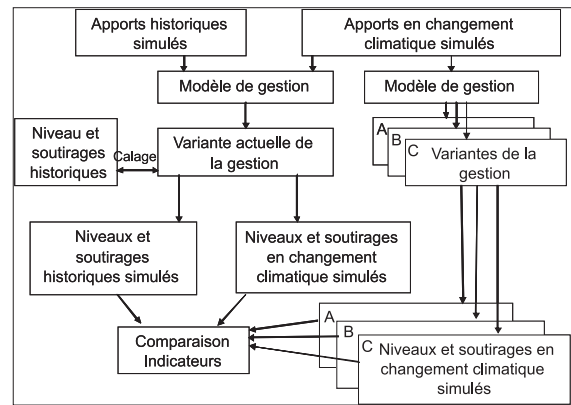 Apports historiques
simulés
Apports en changement
climatique simulés
Modèle de gestion
Modèle de gestion
Niveau et
soutirages
historiques
Calage
Variante actuelle de
la gestion
A
B
C
Variantes de la
gestion
Niveaux et
soutirages
historiques simulés
Niveaux et soutirages
en changement
climatique simulés
Comparaison
Indicateurs
A
B
C
Niveaux et soutirages en
changement climatique
simulés